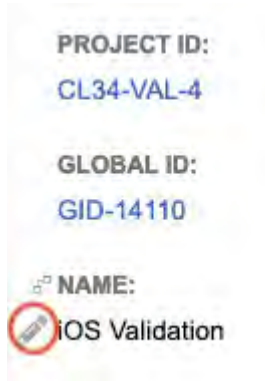 PROJECT ID:
CL34-VAL-4
GLOBAL ID:
GID-14110
NAME:
iOS Validation